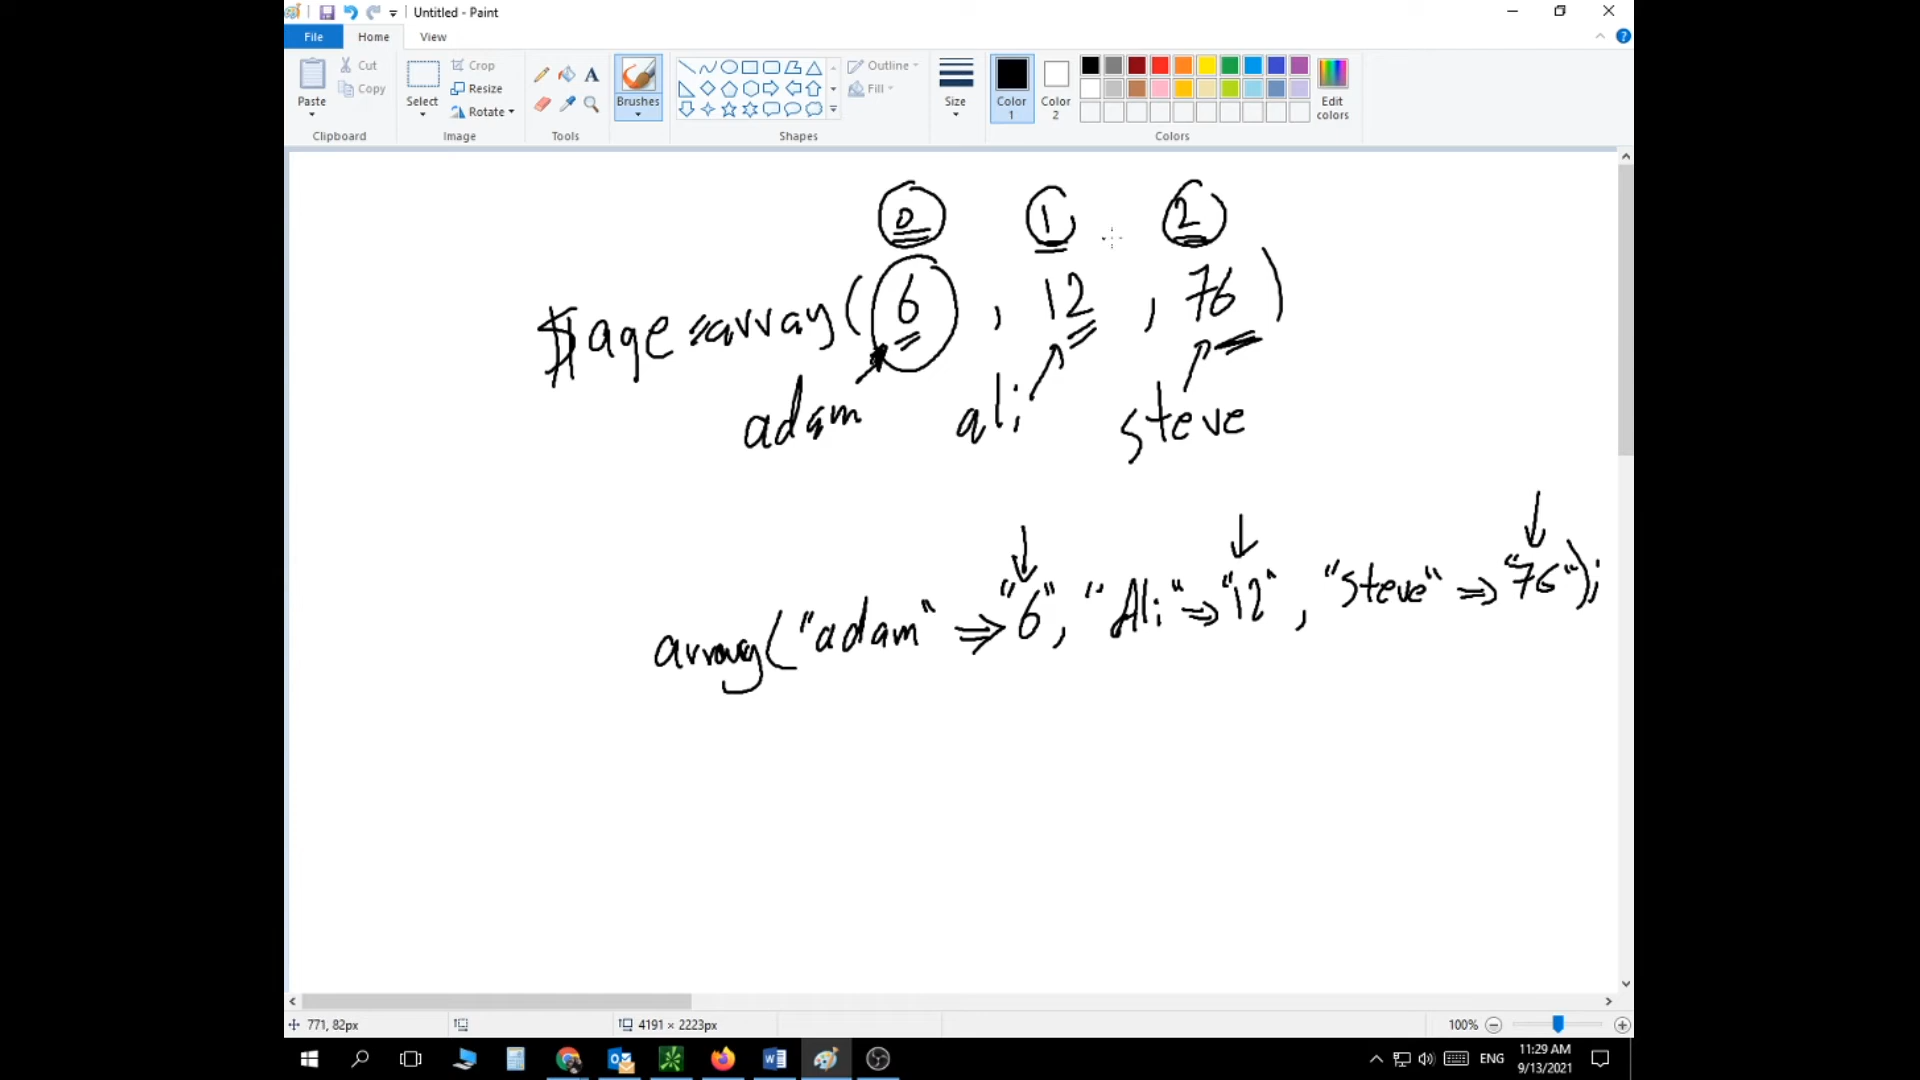 Untitled - Paint
File Home View
Paste Cut Copy Clipboard
Select Crop Resize Rotate Image
Tools
Brushes
Outline Fill Shapes
Size
Color 1 Color 2 Edit colors Colors
0 1 2
$age=array(6, 12, 76)
adam ali steve
array("adam"=>"6", "Ali"=>"12", "steve"=>"76");
771, 82px 4191 × 2223px 100%
ENG 11:29 AM
9/13/2021